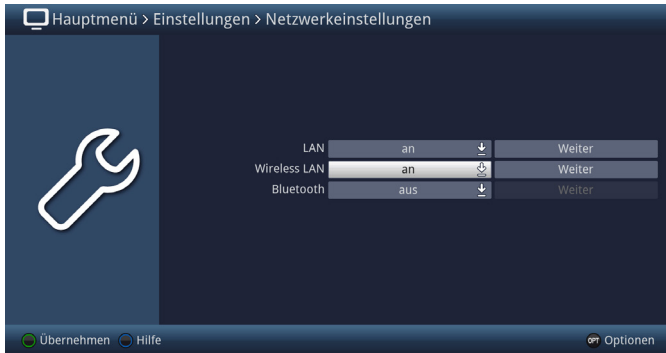 Hauptmenü > Einstellungen > Netzwerkeinstellungen
LAN an Weiter
Wireless LAN an Weiter
Bluetooth aus Weiter
Übernehmen Hilfe OPT Optionen